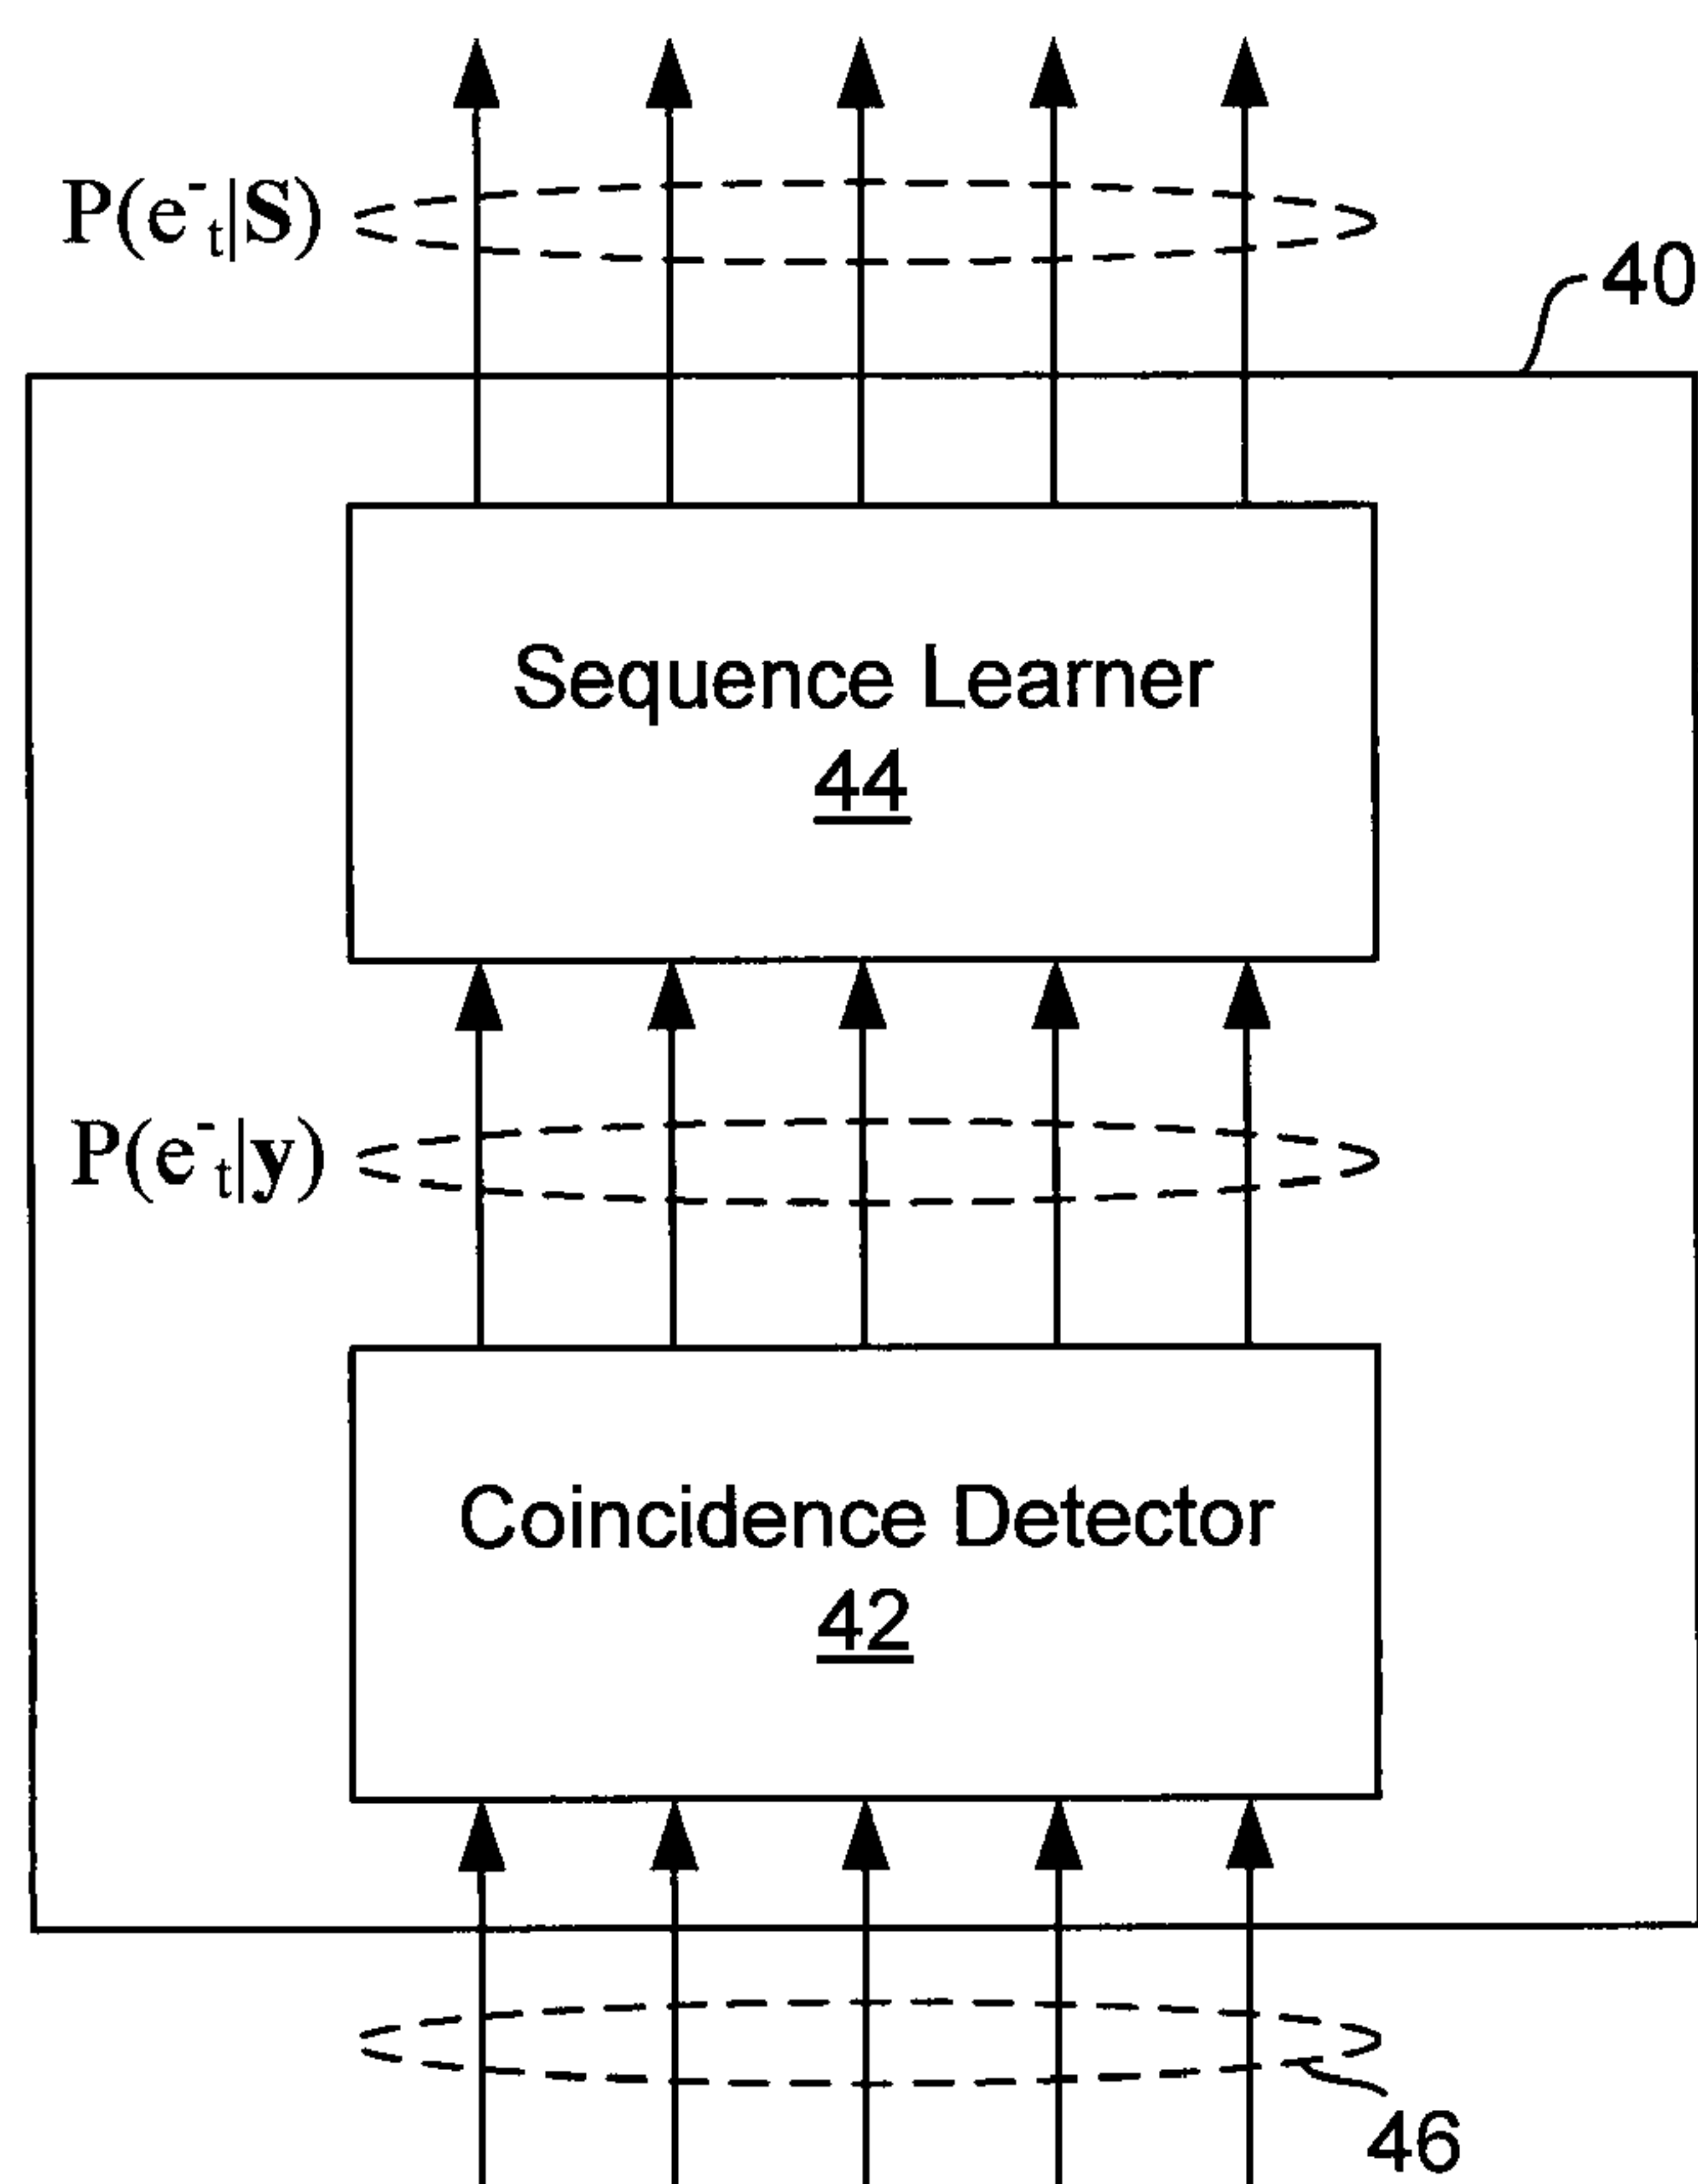 P(e⁻ₜ|S)
40
Sequence Learner
44
P(e⁻ₜ|y)
Coincidence Detector
42
46